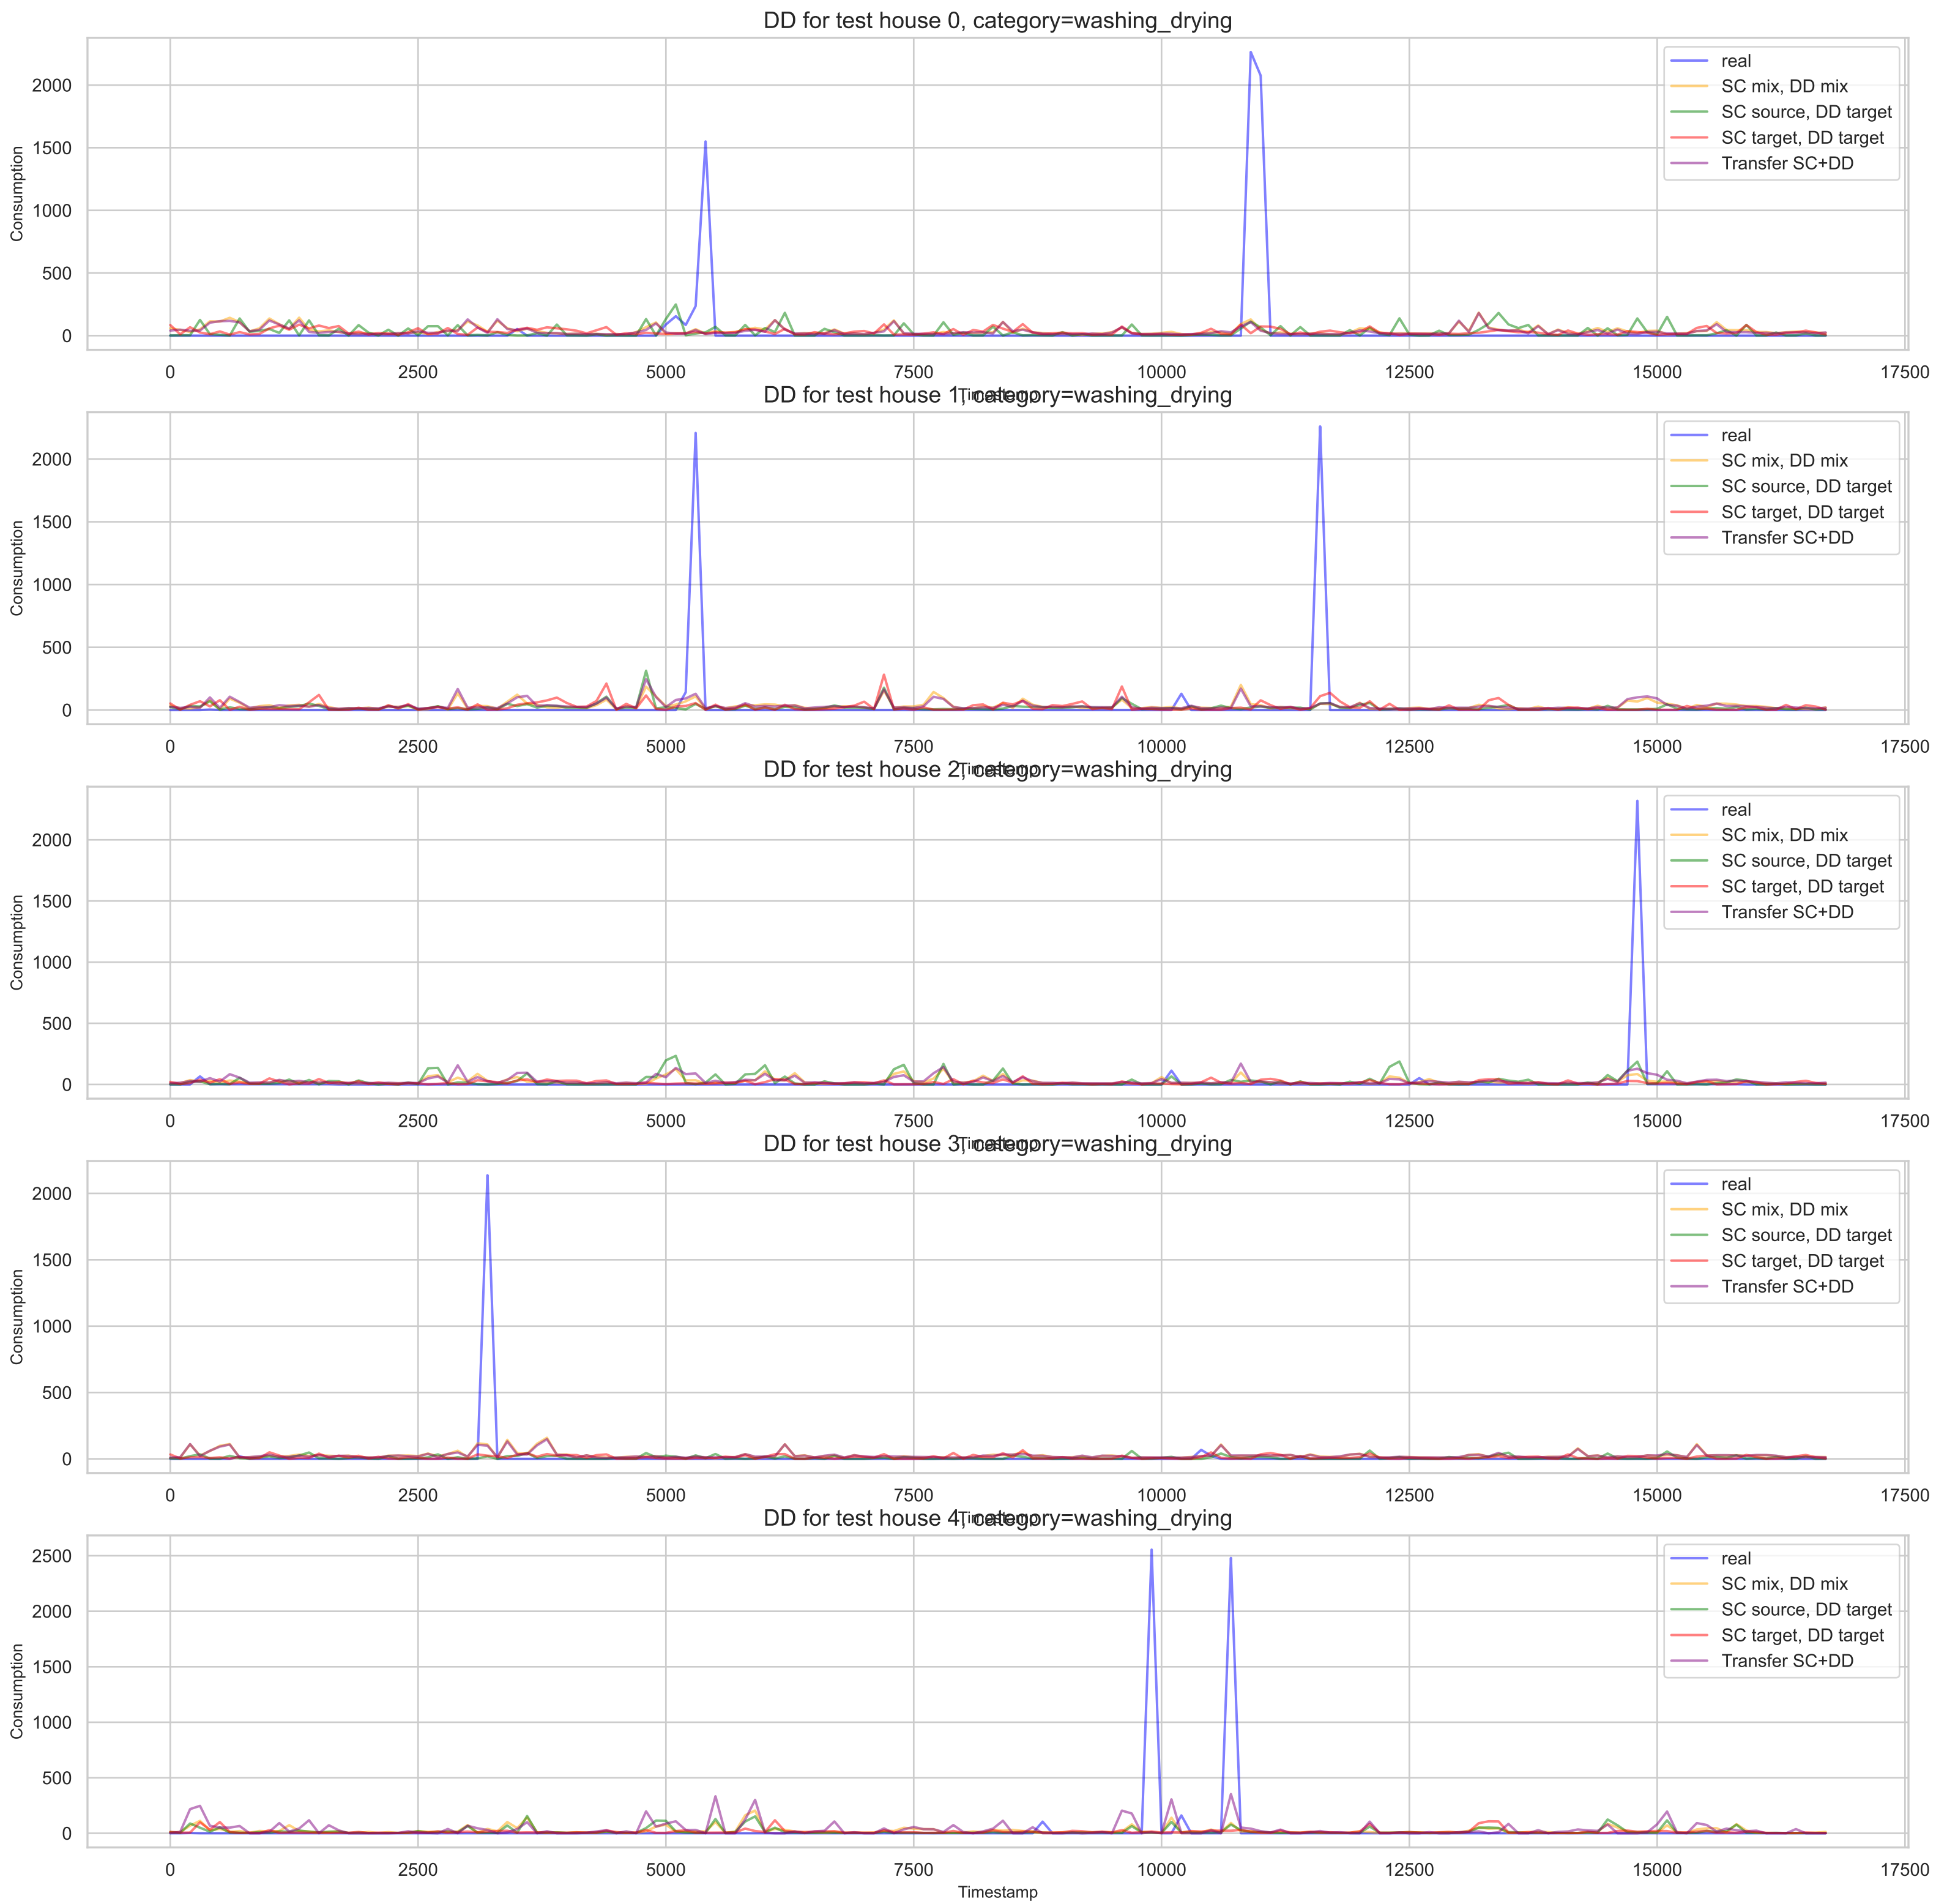 DD for test house 0, category=washing_drying
Consumption
2000
1500
1000
500
0
real
SC mix, DD mix
SC source, DD target
SC target, DD target
Transfer SC+DD
0 2500 5000 7500 10000 12500 15000 17500
Timestamp
DD for test house 1, category=washing_drying
Consumption
2000
1500
1000
500
0
real
SC mix, DD mix
SC source, DD target
SC target, DD target
Transfer SC+DD
0 2500 5000 7500 10000 12500 15000 17500
Timestamp
DD for test house 2, category=washing_drying
Consumption
2000
1500
1000
500
0
real
SC mix, DD mix
SC source, DD target
SC target, DD target
Transfer SC+DD
0 2500 5000 7500 10000 12500 15000 17500
Timestamp
DD for test house 3, category=washing_drying
Consumption
2000
1500
1000
500
0
real
SC mix, DD mix
SC source, DD target
SC target, DD target
Transfer SC+DD
0 2500 5000 7500 10000 12500 15000 17500
Timestamp
DD for test house 4, category=washing_drying
Consumption
2500
2000
1500
1000
500
0
real
SC mix, DD mix
SC source, DD target
SC target, DD target
Transfer SC+DD
0 2500 5000 7500 10000 12500 15000 17500
Timestamp